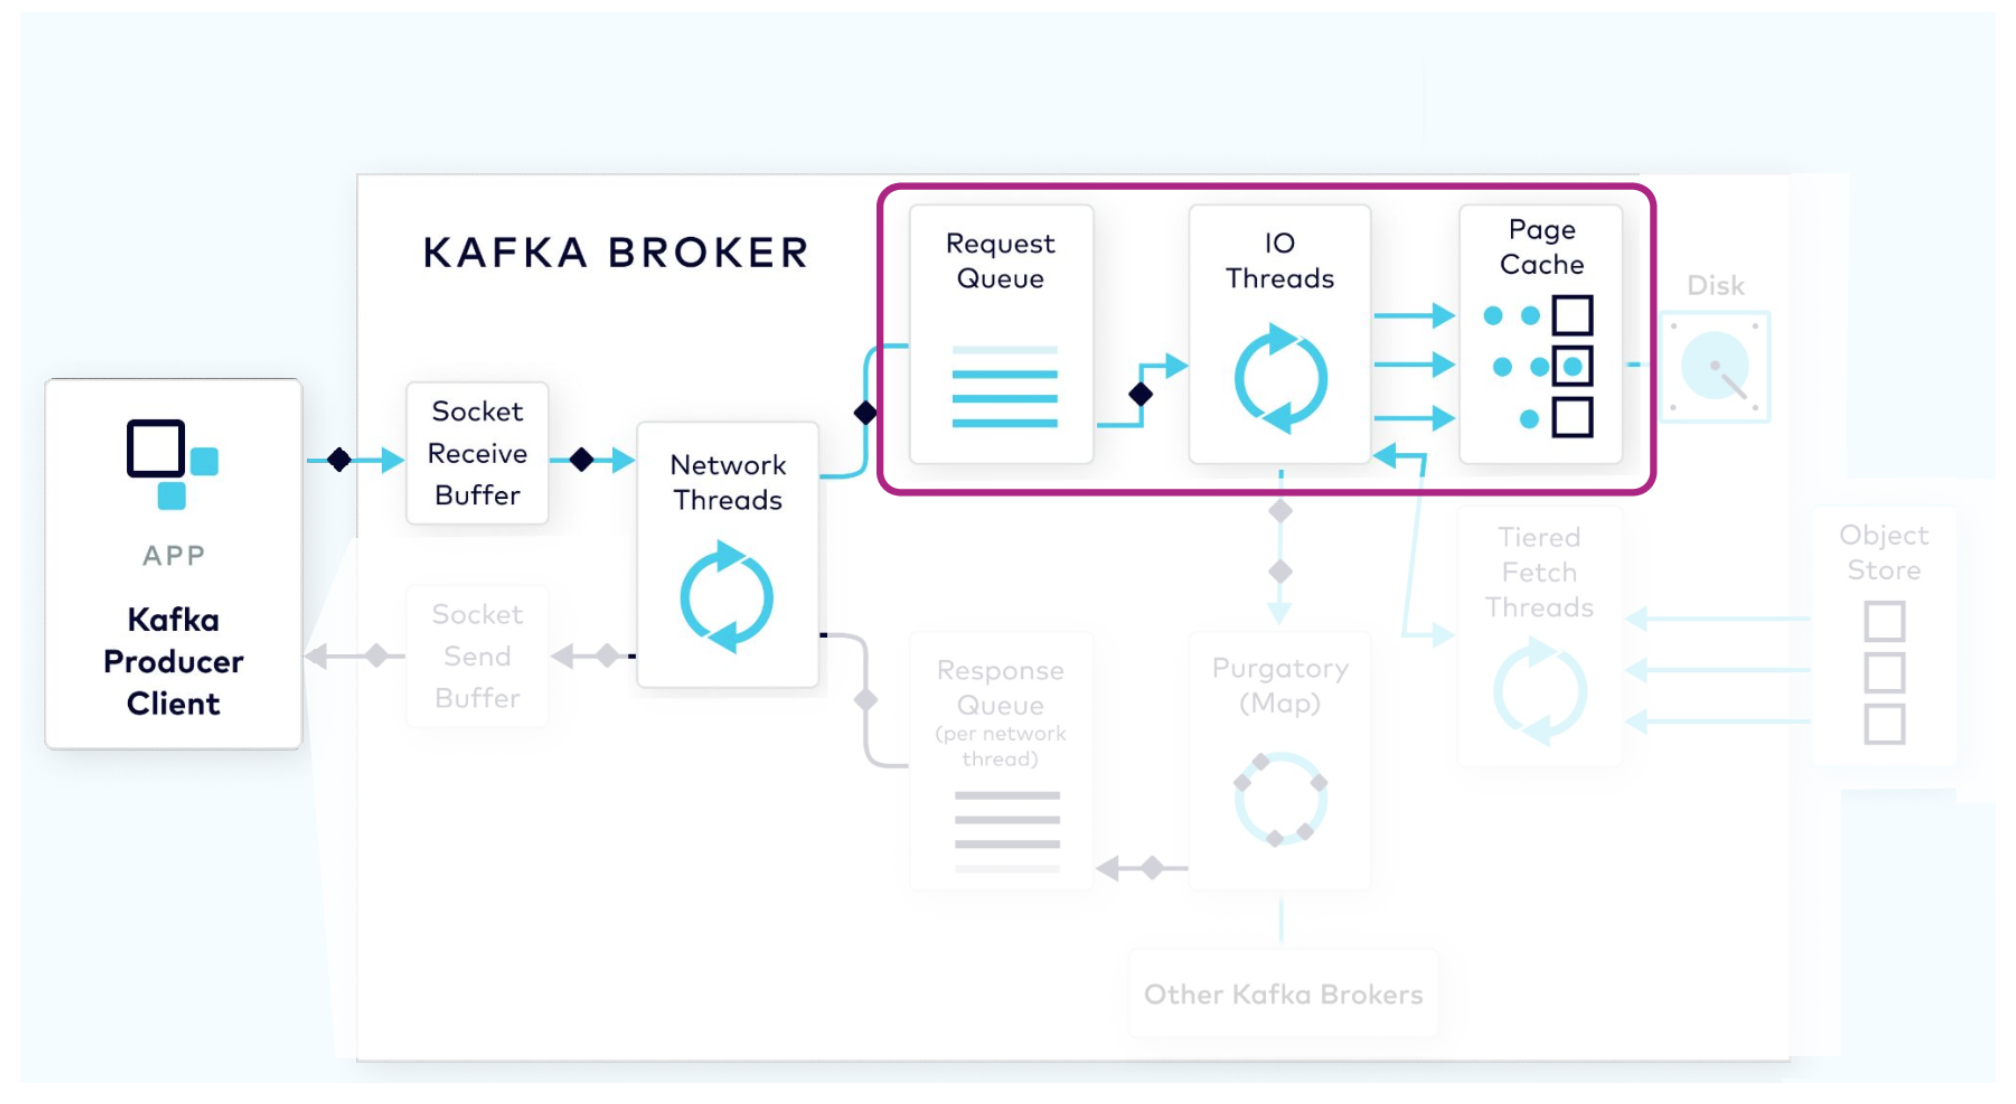 KAFKA BROKER
Request
Queue
IO
Threads
Page
Cache
Disk
Socket
Receive
Buffer
Network
Threads
APP
Kafka
Producer
Client
Socket
Send
Buffer
Response
Queue
(per network
thread)
Purgatory
(Map)
Tiered
Fetch
Threads
Object
Store
Other Kafka Brokers